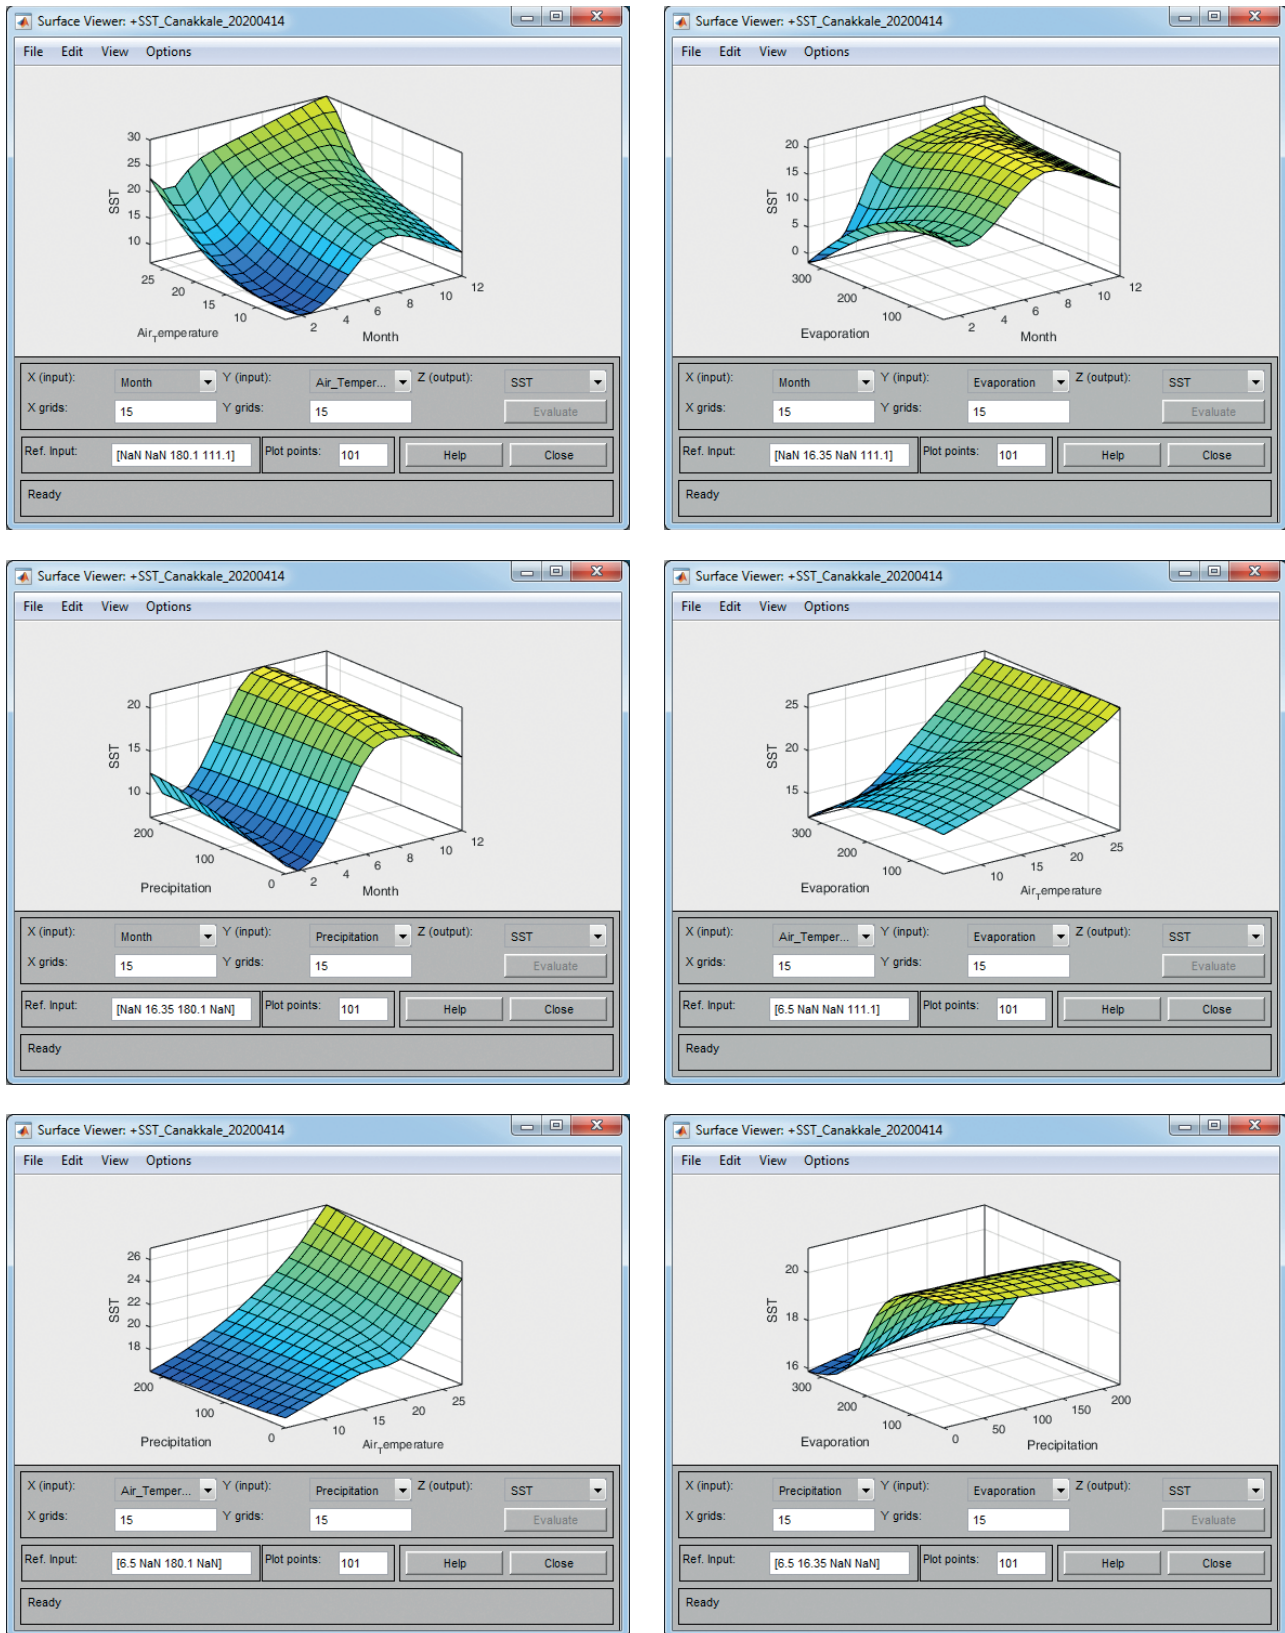 Surface Viewer: +SST_Canakkale_20200414
File Edit View Options
30
25
20
15
10
SST
25
20
15
10
Air_Temperature
2
4
6
8
10
12
Month
X (input): Month Y (input): Air_Temper... Z (output): SST
X grids: 15 Y grids: 15 Evaluate
Ref. Input: [NaN NaN 180.1 111.1] Plot points: 101 Help Close
Ready
Surface Viewer: +SST_Canakkale_20200414
File Edit View Options
20
15
10
5
0
SST
300
200
100
Evaporation
2
4
6
8
10
12
Month
X (input): Month Y (input): Evaporation Z (output): SST
X grids: 15 Y grids: 15 Evaluate
Ref. Input: [NaN 16.35 NaN 111.1] Plot points: 101 Help Close
Ready
Surface Viewer: +SST_Canakkale_20200414
File Edit View Options
20
15
10
SST
200
100
0
Precipitation
2
4
6
8
10
12
Month
X (input): Month Y (input): Precipitation Z (output): SST
X grids: 15 Y grids: 15 Evaluate
Ref. Input: [NaN 16.35 180.1 NaN] Plot points: 101 Help Close
Ready
Surface Viewer: +SST_Canakkale_20200414
File Edit View Options
25
20
15
SST
300
200
100
Evaporation
10
15
20
25
Air_Temperature
X (input): Air_Temper... Y (input): Evaporation Z (output): SST
X grids: 15 Y grids: 15 Evaluate
Ref. Input: [6.5 NaN NaN 111.1] Plot points: 101 Help Close
Ready
Surface Viewer: +SST_Canakkale_20200414
File Edit View Options
26
24
22
20
18
SST
200
100
0
Precipitation
10
15
20
25
Air_Temperature
X (input): Air_Temper... Y (input): Precipitation Z (output): SST
X grids: 15 Y grids: 15 Evaluate
Ref. Input: [6.5 NaN 180.1 NaN] Plot points: 101 Help Close
Ready
Surface Viewer: +SST_Canakkale_20200414
File Edit View Options
20
18
16
SST
300
200
100
Evaporation
0
50
100
150
200
Precipitation
X (input): Precipitation Y (input): Evaporation Z (output): SST
X grids: 15 Y grids: 15 Evaluate
Ref. Input: [6.5 16.35 NaN NaN] Plot points: 101 Help Close
Ready